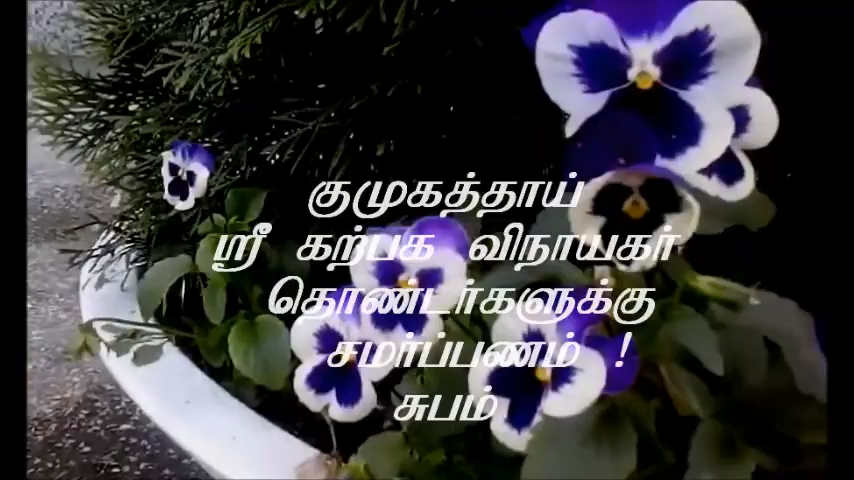 குமுகத்தாய்
ஸ்ரீ கற்பக விநாயகர்
தொண்டர்களுக்கு
சமர்ப்பணம் !
சுபம்